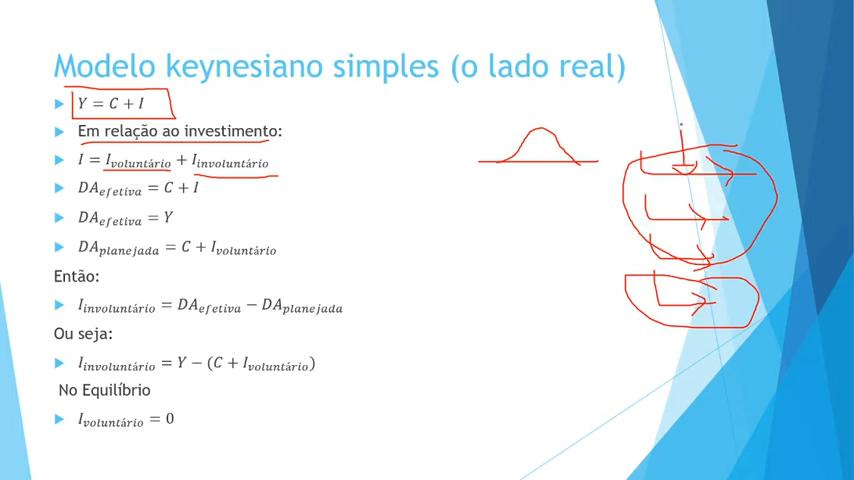 Modelo keynesiano simples (o lado real)
Y = C + I
Em relação ao investimento:
I = I_voluntário + I_involuntário
DA_efetiva = C + I
DA_efetiva = Y
DA_planejada = C + I_voluntário
Então:
I_involuntário = DA_efetiva − DA_planejada
Ou seja:
I_involuntário = Y − (C + I_voluntário)
No Equilíbrio
I_voluntário = 0